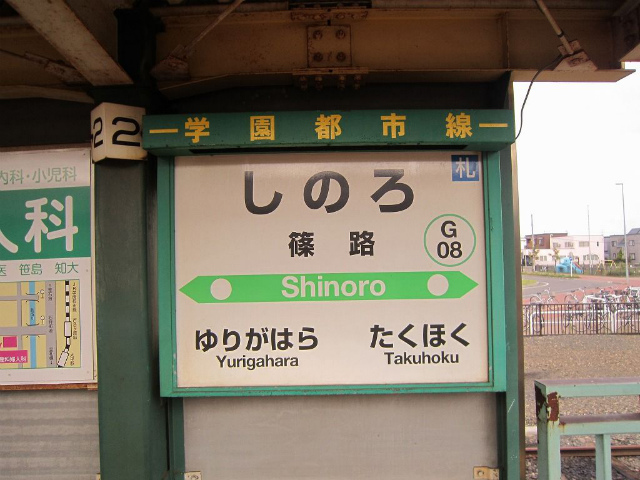 22
ー学園都市線ー
札
しのろ
篠路
G
08
Shinoro
ゆりがはら
Yurigahara
たくほく
Takuhoku
内科・小児科
科
医 笹島 知大